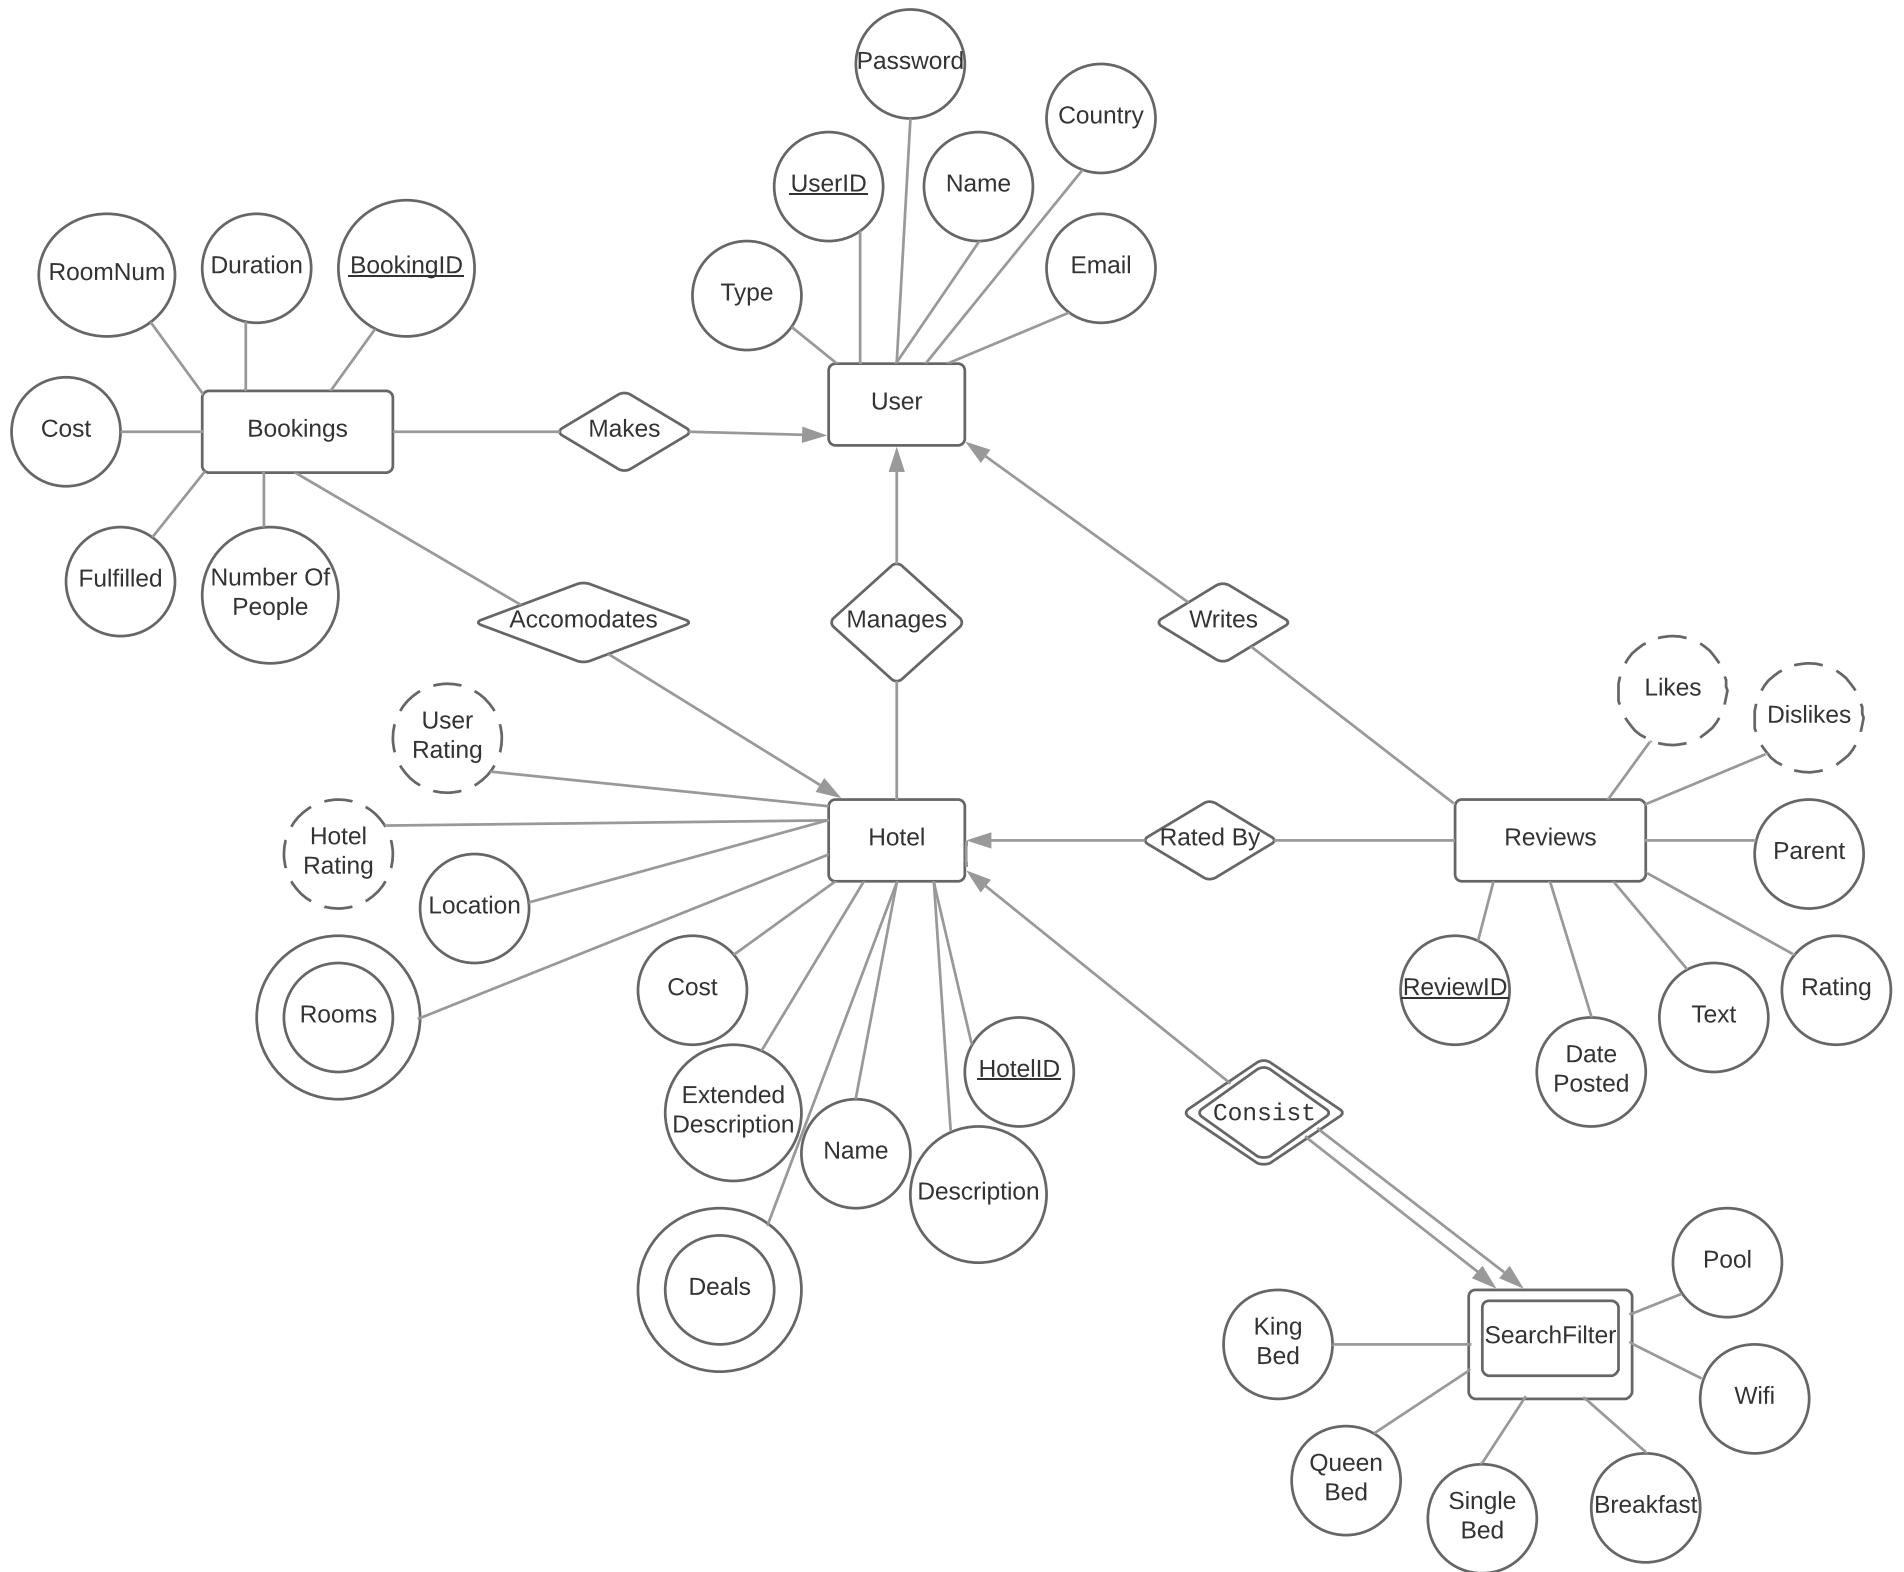 Password
Country
UserID
Name
RoomNum
Duration
BookingID
Type
Email
Cost
Bookings
Makes
User
Fulfilled
Number Of
People
Accomodates
Manages
Writes
User
Rating
Likes
Dislikes
Hotel
Rating
Hotel
Rated By
Reviews
Parent
Location
Rooms
Cost
ReviewID
Text
Rating
Date
Posted
HotelID
Extended
Description
Name
Description
Consist
Deals
Pool
King
Bed
SearchFilter
Wifi
Queen
Bed
Single
Bed
Breakfast